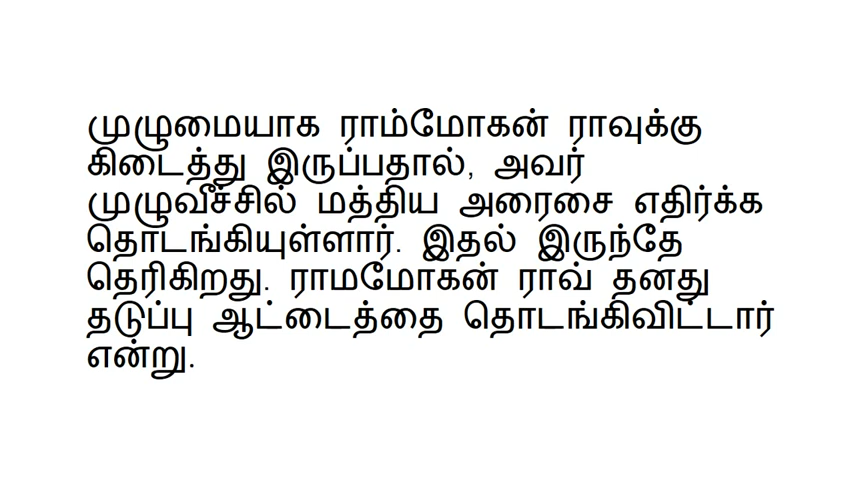 முழுமையாக ராம்மோகன் ராவுக்கு
கிடைத்து இருப்பதால், அவர்
முழுவீச்சில் மத்திய அரைசை எதிர்க்க
தொடங்கியுள்ளார். இதல் இருந்தே
தெரிகிறது. ராமமோகன் ராவ் தனது
தடுப்பு ஆட்டைத்தை தொடங்கிவிட்டார்
என்று.